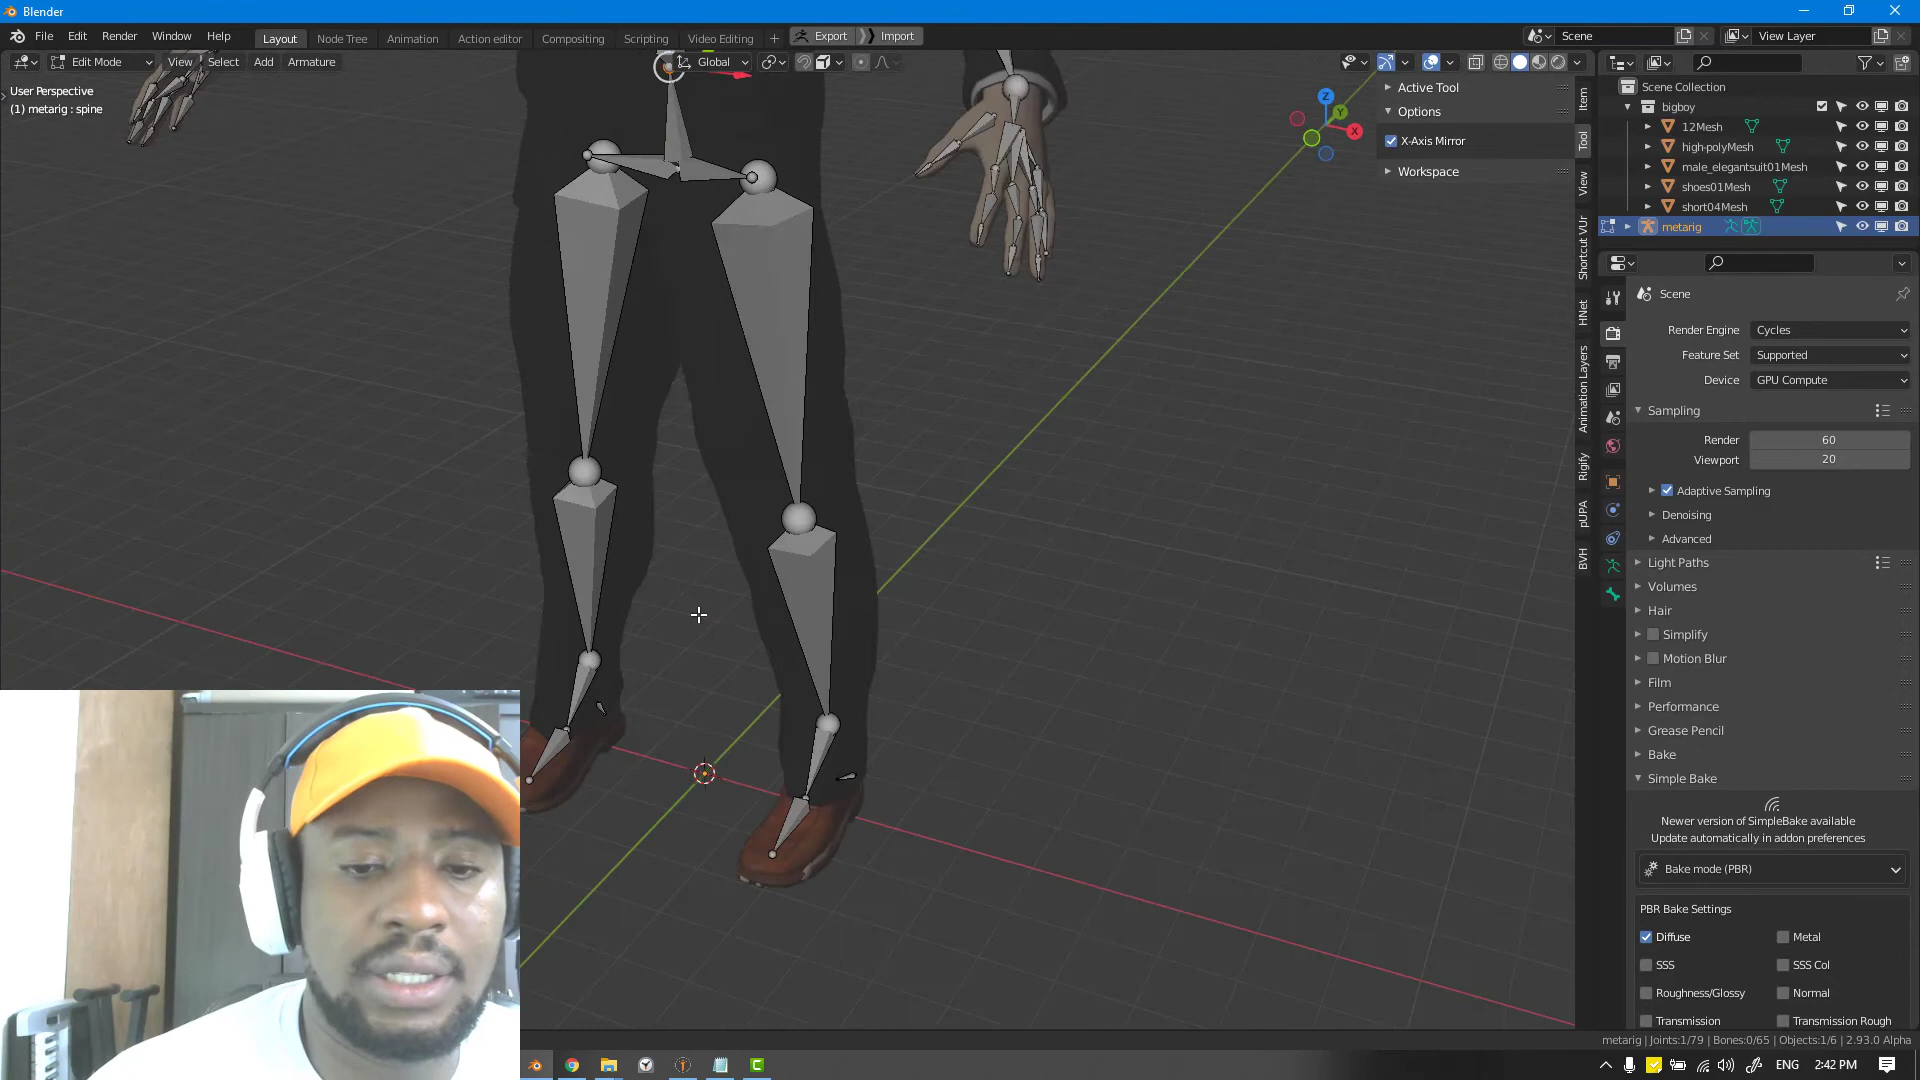 Blender
File Edit Render Window Help
Layout Node Tree Animation Action editor Compositing Scripting Video Editing
Export Import
Scene
View Layer
Edit Mode View Select Add Armature
Global
User Perspective
(1) metarig : spine
Z
Y
X
Active Tool
Options
X-Axis Mirror
Workspace
Item
Tool
View
Shortcut VUr
HNet
Animation Layers
Rigify
pUPA
BVH
Scene Collection
bigboy
12Mesh
high-polyMesh
male_elegantsuit01Mesh
shoes01Mesh
short04Mesh
metarig
Scene
Render Engine Cycles
Feature Set Supported
Device GPU Compute
Sampling
Render 60
Viewport 20
Adaptive Sampling
Denoising
Advanced
Light Paths
Volumes
Hair
Simplify
Motion Blur
Film
Performance
Grease Pencil
Bake
Simple Bake
Newer version of SimpleBake available
Update automatically in addon preferences
Bake mode (PBR)
PBR Bake Settings
Diffuse Metal
SSS SSS Col
Roughness/Glossy Normal
Transmission Transmission Rough
metarig | Joints:1/79 | Bones:0/65 | Objects:1/6 | 2.93.0 Alpha
ENG 2:42 PM